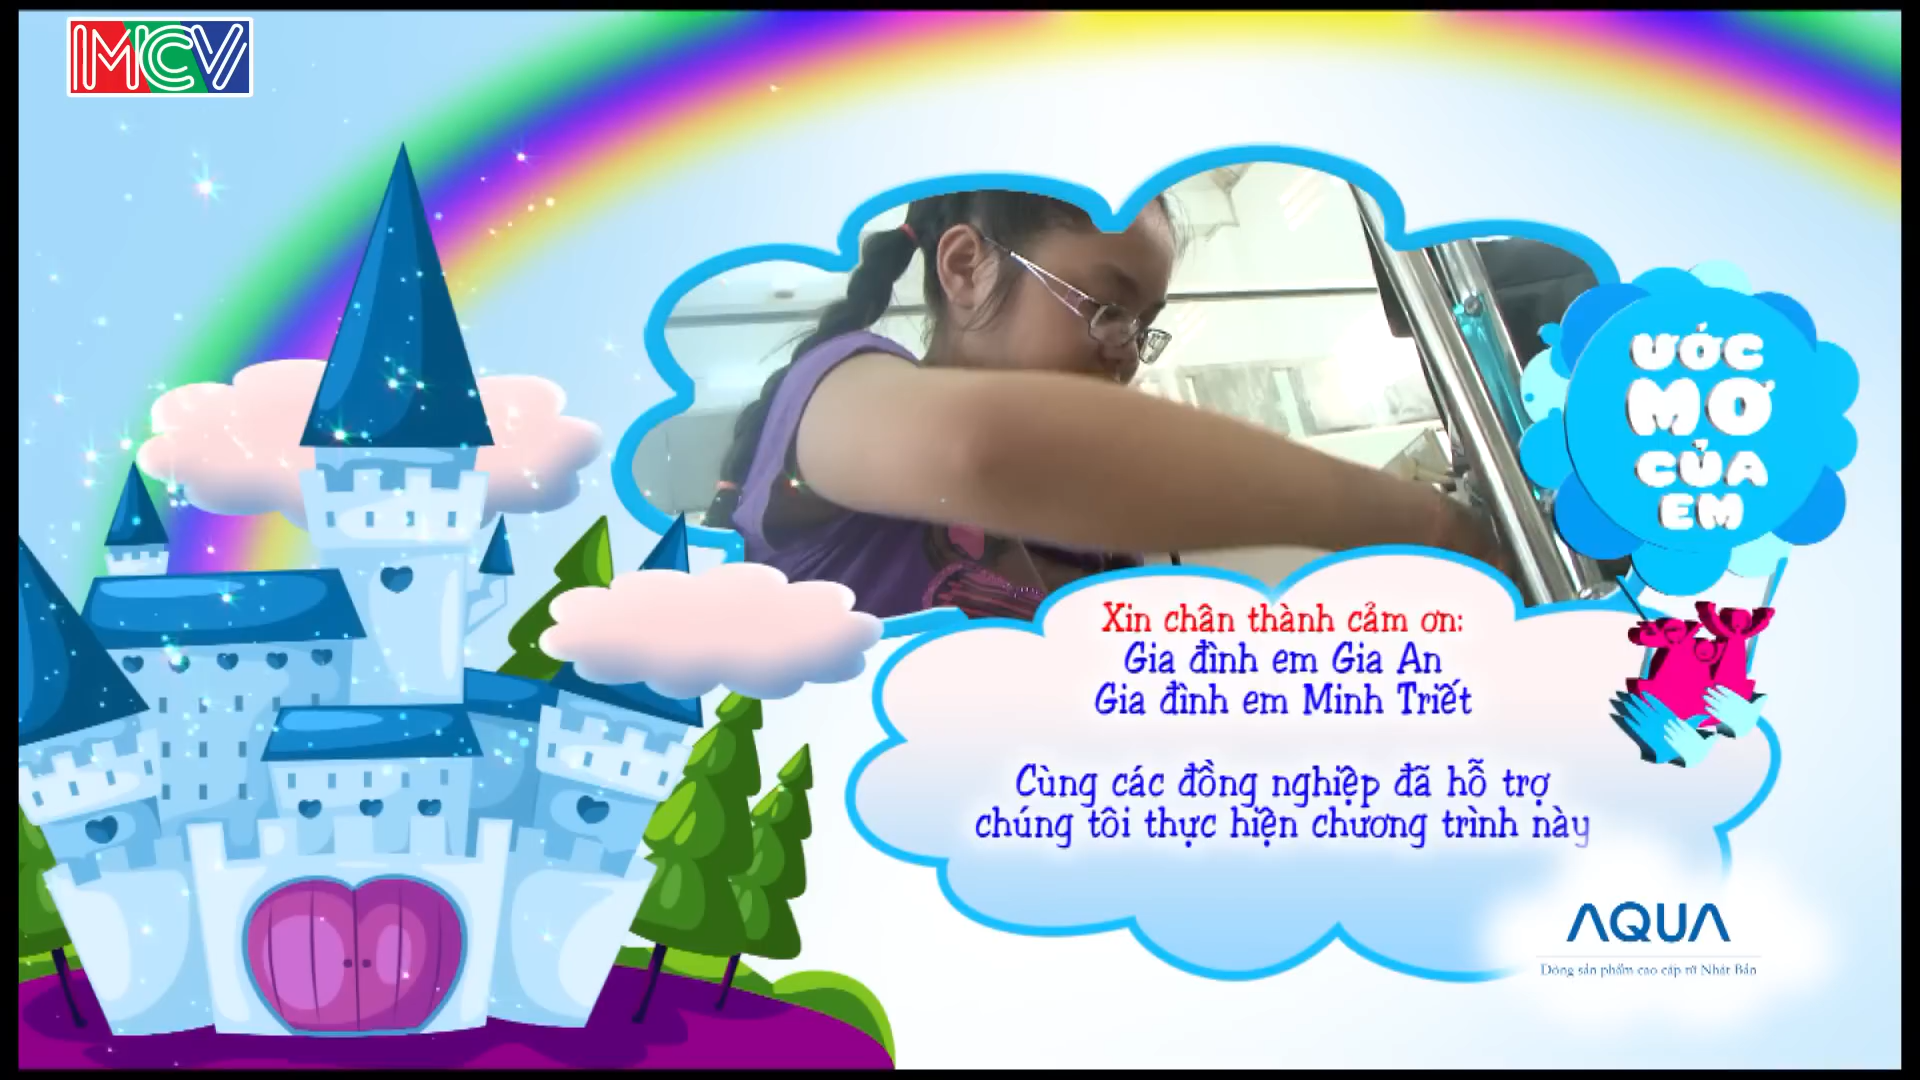 MCV
ƯỚC
MƠ
CỦA
EM
Xin chân thành cảm ơn:
Gia đình em Gia An
Gia đình em Minh Triết
Cùng các đồng nghiệp đã hỗ trợ
chúng tôi thực hiện chương trình này
AQUA
Dòng sản phẩm cao cấp từ Nhật Bản